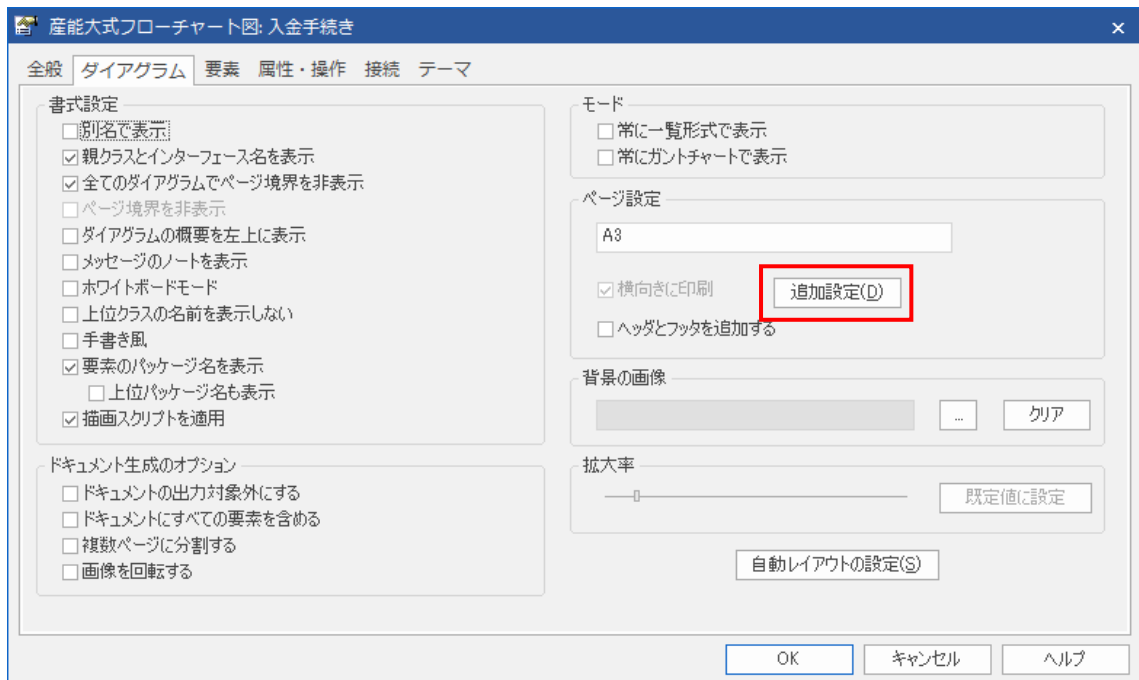 産能大式フローチャート図: 入金手続き
全般 ダイアグラム 要素 属性・操作 接続 テーマ
書式設定
別名で表示
親クラスとインターフェース名を表示
全てのダイアグラムでページ境界を非表示
ページ境界を非表示
ダイアグラムの概要を左上に表示
メッセージのノートを表示
ホワイトボードモード
上位クラスの名前を表示しない
手書き風
要素のパッケージ名を表示
上位パッケージ名も表示
描画スクリプトを適用
ドキュメント生成のオプション
ドキュメントの出力対象外にする
ドキュメントにすべての要素を含める
複数ページに分割する
画像を回転する
モード
常に一覧形式で表示
常にガントチャートで表示
ページ設定
A3
横向きに印刷
追加設定(D)
ヘッダとフッタを追加する
背景の画像
...
クリア
拡大率
既定値に設定
自動レイアウトの設定(S)
OK キャンセル ヘルプ